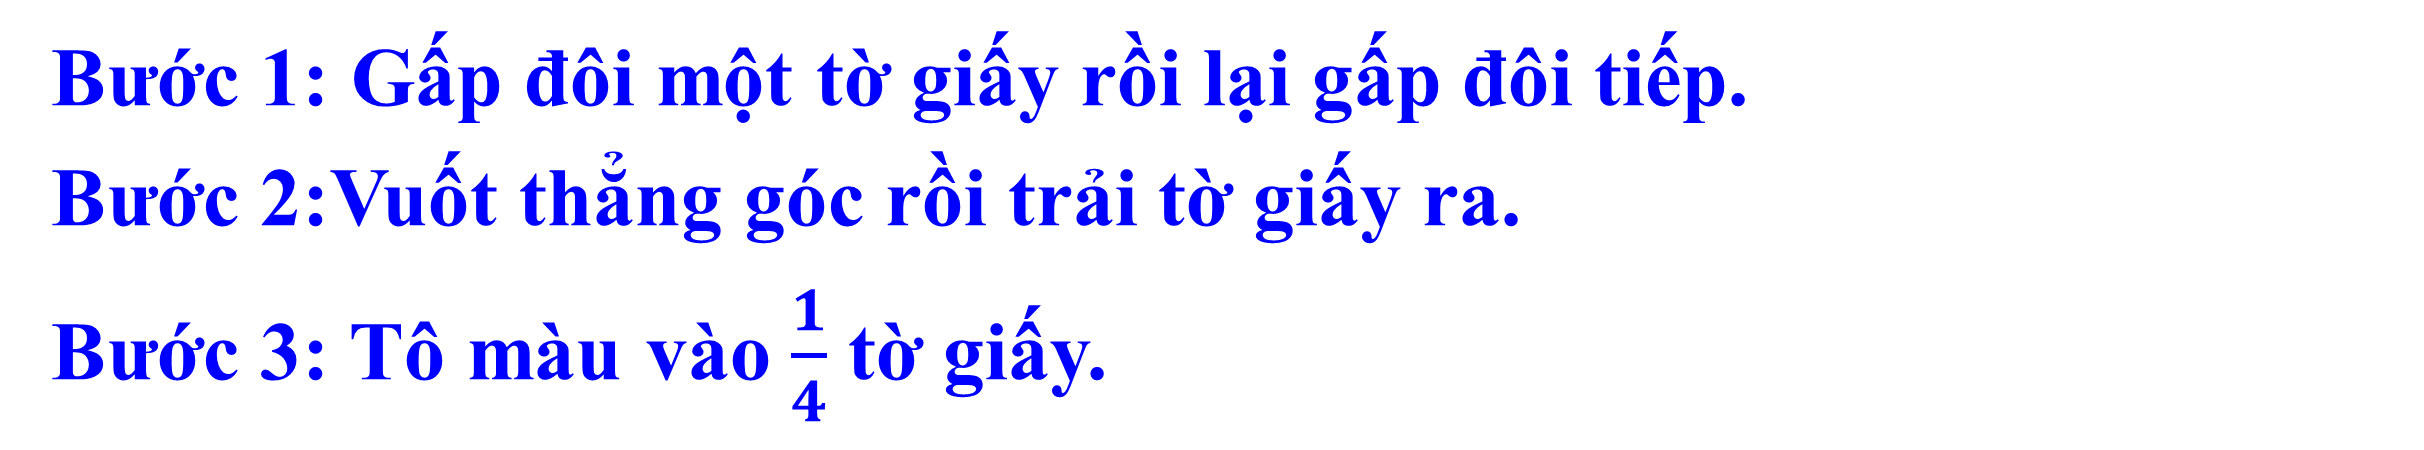 Bước 1: Gấp đôi một tờ giấy rồi lại gấp đôi tiếp.
Bước 2:Vuốt thẳng góc rồi trải tờ giấy ra.
Bước 3: Tô màu vào 1/4 tờ giấy.